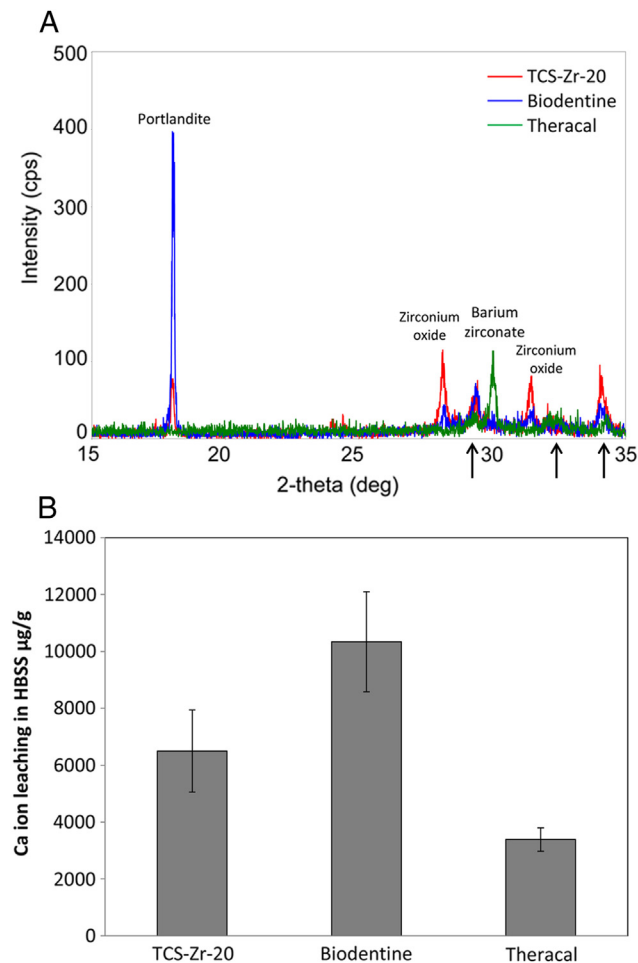 A
500
TCS-Zr-20
Biodentine
Theracal
Portlandite
400
Intensity (cps)
300
200
Zirconium
oxide
Barium
zirconate
Zirconium
oxide
100
0
15
20
25
30
35
2-theta (deg)
B
14000
12000
10000
8000
6000
4000
2000
0
Ca ion leaching in HBSS µg/g
TCS-Zr-20
Biodentine
Theracal